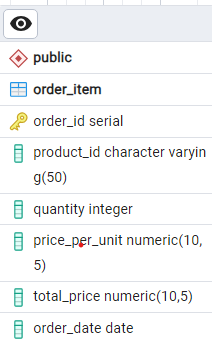 public
order_item
order_id serial
product_id character varyin
g(50)
quantity integer
price_per_unit numeric(10,
5)
total_price numeric(10,5)
order_date date